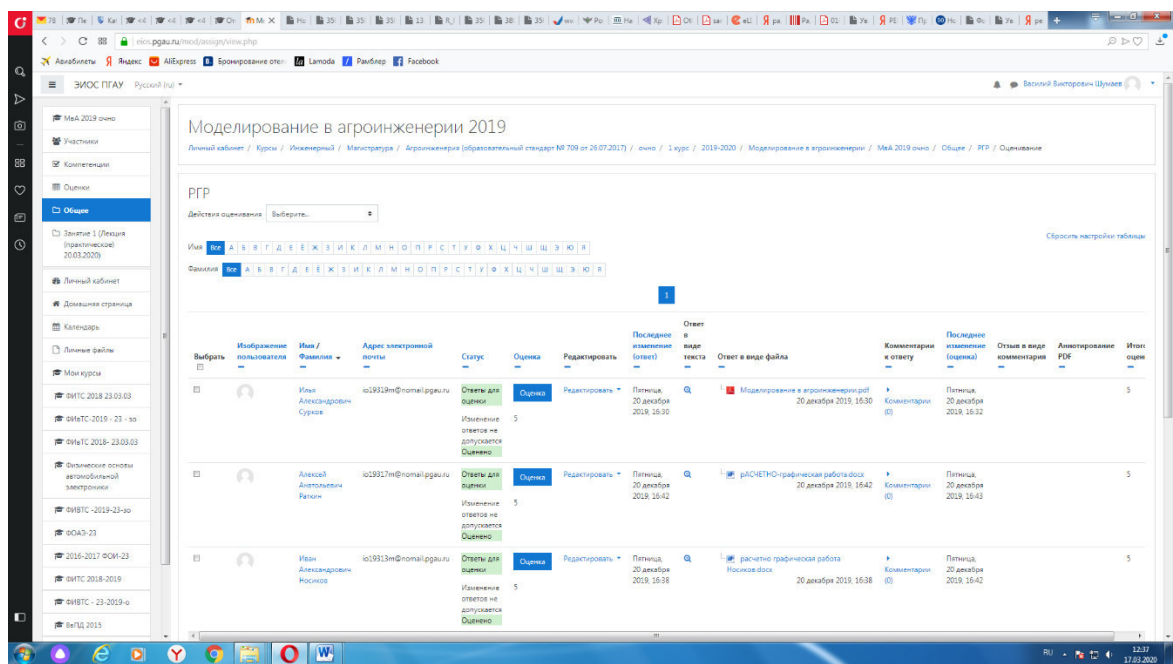 eios.pgau.ru/mod/assign/view.php
Авиабилеты Яндекс AliExpress Бронирование отел Lamoda Рамблер Facebook
ЭИОС ПГАУ Русский (ru)
Василий Викторович Шумаев
МвА 2019 очно
Участники
Компетенции
Оценки
Общее
Занятие 1 (Лекция
(практическое)
20.03.2020)
Личный кабинет
Домашняя страница
Календарь
Личные файлы
Мои курсы
ФИТС 2018 23.03.03
ФИвТС-2019 - 23 - зо
ФИвТС 2018- 23.03.03
Физические основы
автомобильной
электроники
ФИВТС -2019-23-зо
ФОАЭ-23
2016-2017 ФОИ-23
ФИТС 2018-2019
ФИВТС - 23-2019-о
ВвПД 2015
Моделирование в агроинженерии 2019
Личный кабинет / Курсы / Инженерный / Магистратура / Агроинженерия (образовательный стандарт № 709 от 26.07.2017) / очно / 1 курс / 2019-2020 / Моделирование в агроинженерии / МвА 2019 очно / Общее / РГР / Оценивание
РГР
Действия оценивания Выберите...
Сбросить настройки таблицы
Имя Все А Б В Г Д Е Ё Ж З И К Л М Н О П Р С Т У Ф Х Ц Ч Ш Щ Э Ю Я
Фамилия Все А Б В Г Д Е Ё Ж З И К Л М Н О П Р С Т У Ф Х Ц Ч Ш Щ Э Ю Я
1
Выбрать
Изображение
пользователя
Имя /
Фамилия
Адрес электронной
почты
Статус
Оценка
Редактировать
Последнее
изменение
(ответ)
Ответ
в
виде
текста
Ответ в виде файла
Комментарии
к ответу
Последнее
изменение
(оценка)
Отзыв в виде
комментария
Аннотирование
PDF
Итого
оцен
Илья
Александрович
Сурков
io19319m@nomail.pgau.ru
Ответы для
оценки
Изменение
ответов не
допускается
Оценено
Оценка
5
Редактировать
Пятница,
20 декабря
2019, 16:30
Моделирование в агроинженерии.pdf
20 декабря 2019, 16:30
Комментарии
(0)
Пятница,
20 декабря
2019, 16:32
5
Алексей
Анатольевич
Раткин
io19317m@nomail.pgau.ru
Ответы для
оценки
Изменение
ответов не
допускается
Оценено
Оценка
5
Редактировать
Пятница,
20 декабря
2019, 16:42
рАСЧЕТНО-графическая работа.docx
20 декабря 2019, 16:42
Комментарии
(0)
Пятница,
20 декабря
2019, 16:43
5
Иван
Александрович
Носиков
io19313m@nomail.pgau.ru
Ответы для
оценки
Изменение
ответов не
допускается
Оценено
Оценка
5
Редактировать
Пятница,
20 декабря
2019, 16:38
расчетно графическая работа
Носиков.docx
20 декабря 2019, 16:38
Комментарии
(0)
Пятница,
20 декабря
2019, 16:42
5
RU
12:37
17.03.2020